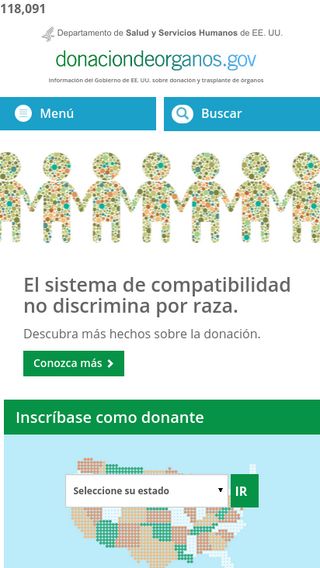 118,091
Departamento de Salud y Servicios Humanos de EE. UU.
donaciondeorganos.gov
Información del Gobierno de EE. UU. sobre donación y trasplante de órganos
Menú
Buscar
El sistema de compatibilidad
no discrimina por raza.
Descubra más hechos sobre la donación.
Conozca más
Inscríbase como donante
Seleccione su estado
IR